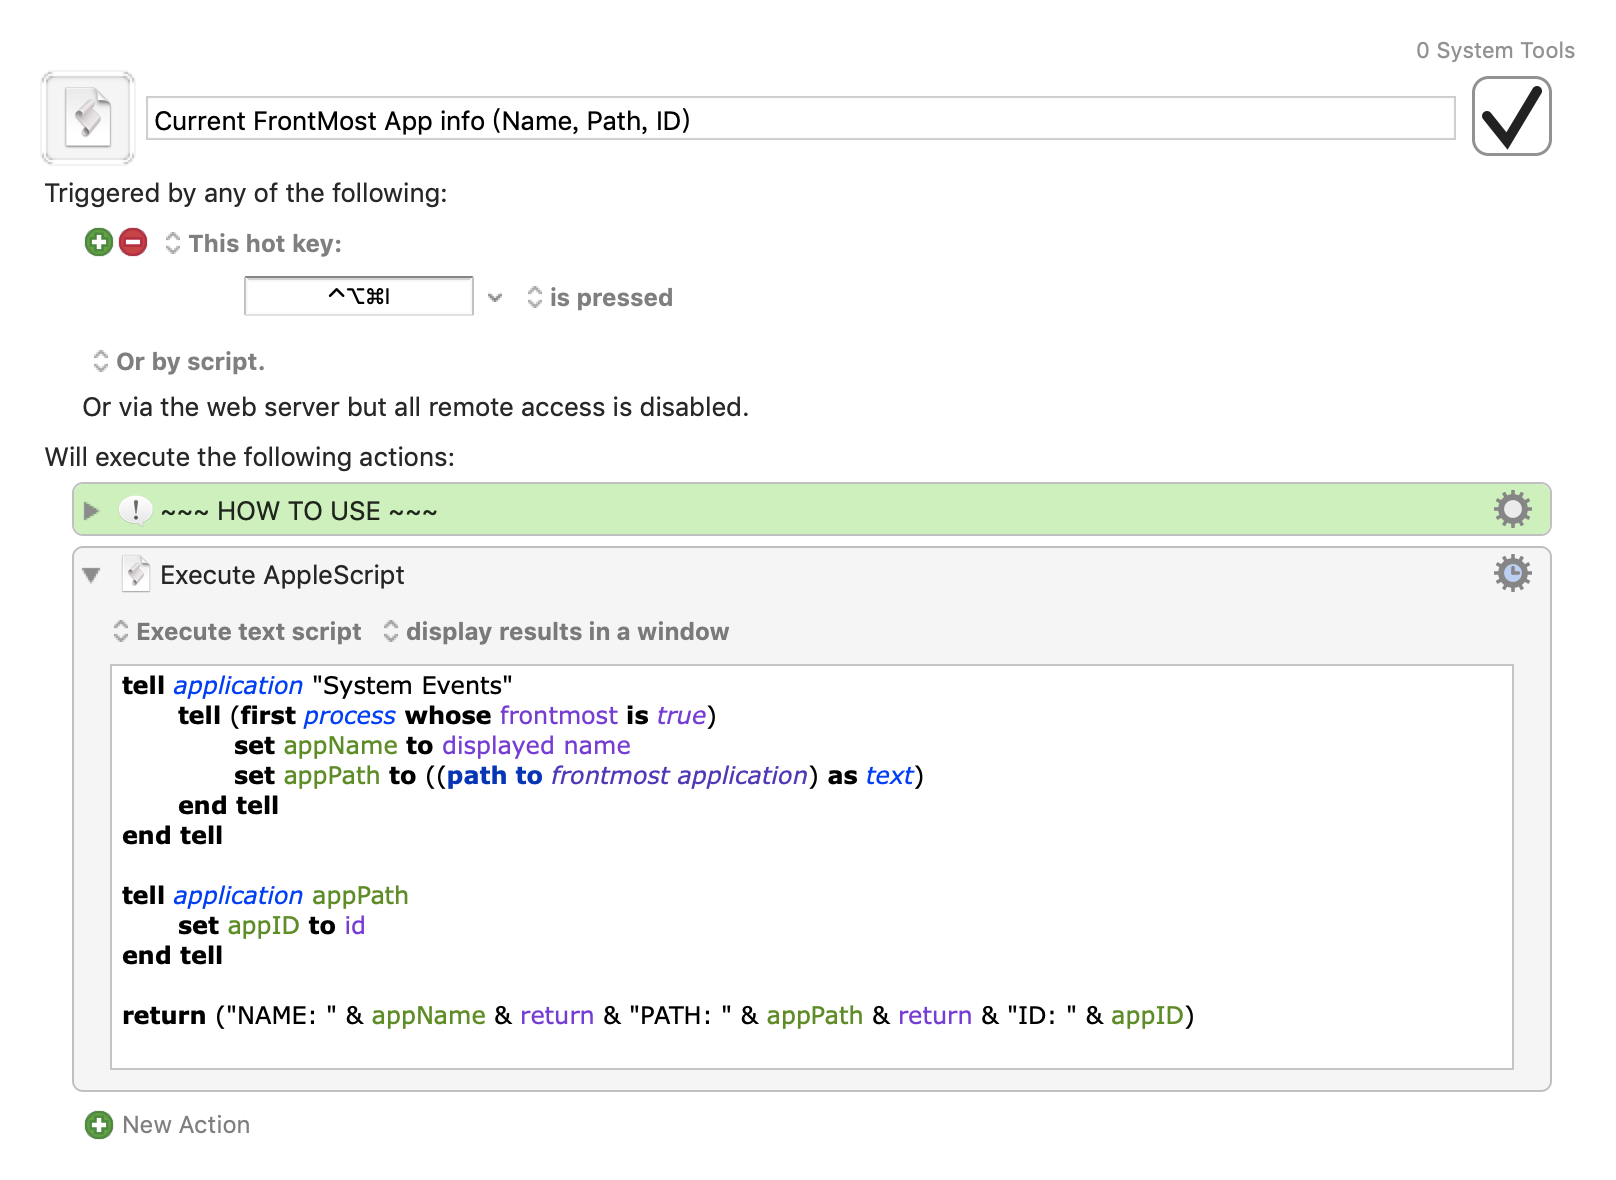 0 System Tools
Current FrontMost App info (Name, Path, ID)
Triggered by any of the following:
This hot key:
^⌥⌘I
is pressed
Or by script.
Or via the web server but all remote access is disabled.
Will execute the following actions:
~~~ HOW TO USE ~~~
Execute AppleScript
Execute text script display results in a window
tell application "System Events"
tell (first process whose frontmost is true)
set appName to displayed name
set appPath to ((path to frontmost application) as text)
end tell
end tell
tell application appPath
set appID to id
end tell
return ("NAME: " & appName & return & "PATH: " & appPath & return & "ID: " & appID)
New Action